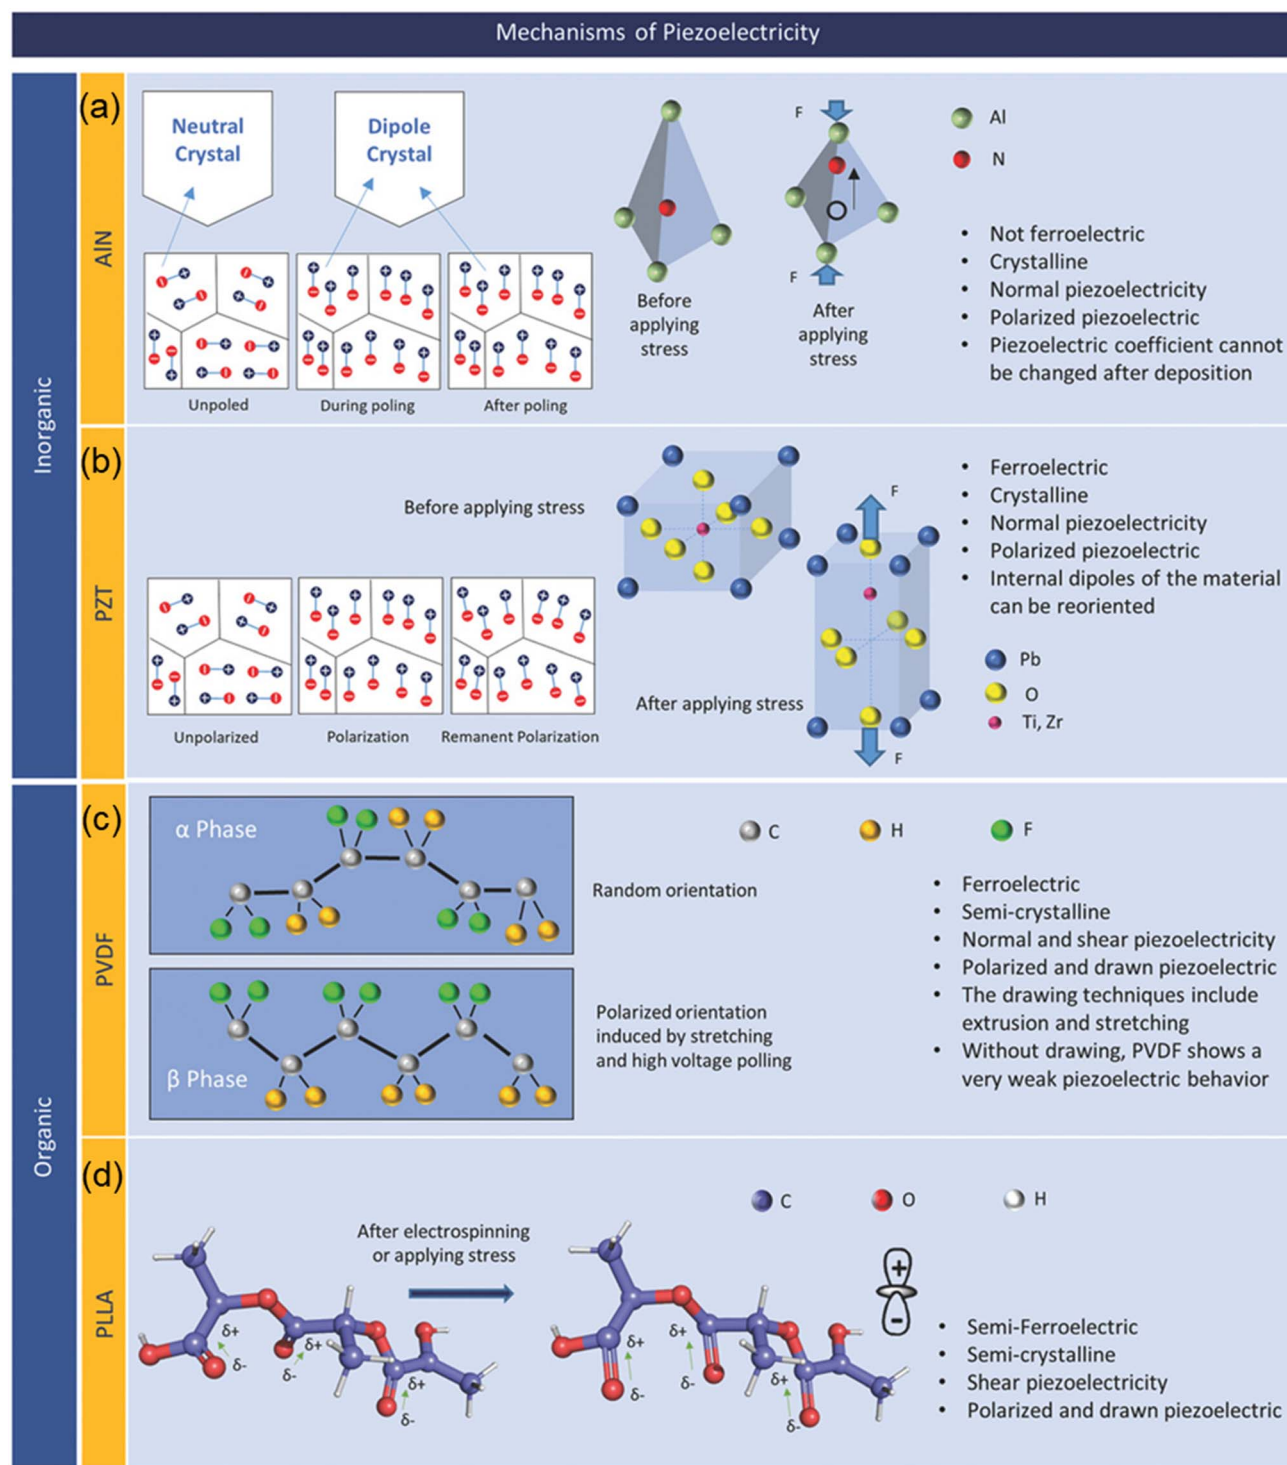 Mechanisms of Piezoelectricity
Inorganic
(a)
AlN
Neutral
Crystal
Dipole
Crystal
Unpoled
During poling
After poling
Before
applying
stress
F
F
After
applying
stress
Al
N
• Not ferroelectric
• Crystalline
• Normal piezoelectricity
• Polarized piezoelectric
• Piezoelectric coefficient cannot
be changed after deposition
(b)
PZT
Before applying stress
Unpolarized
Polarization
Remanent Polarization
After applying stress
F
F
• Ferroelectric
• Crystalline
• Normal piezoelectricity
• Polarized piezoelectric
• Internal dipoles of the material
can be reoriented
Pb
O
Ti, Zr
Organic
(c)
PVDF
α Phase
β Phase
Random orientation
Polarized orientation
induced by stretching
and high voltage polling
C
H
F
• Ferroelectric
• Semi-crystalline
• Normal and shear piezoelectricity
• Polarized and drawn piezoelectric
• The drawing techniques include
extrusion and stretching
• Without drawing, PVDF shows a
very weak piezoelectric behavior
(d)
PLLA
After electrospinning
or applying stress
δ+
δ-
δ+
δ-
δ+
δ-
δ+
δ-
δ+
δ-
δ+
δ-
C
O
H
+
-
• Semi-Ferroelectric
• Semi-crystalline
• Shear piezoelectricity
• Polarized and drawn piezoelectric